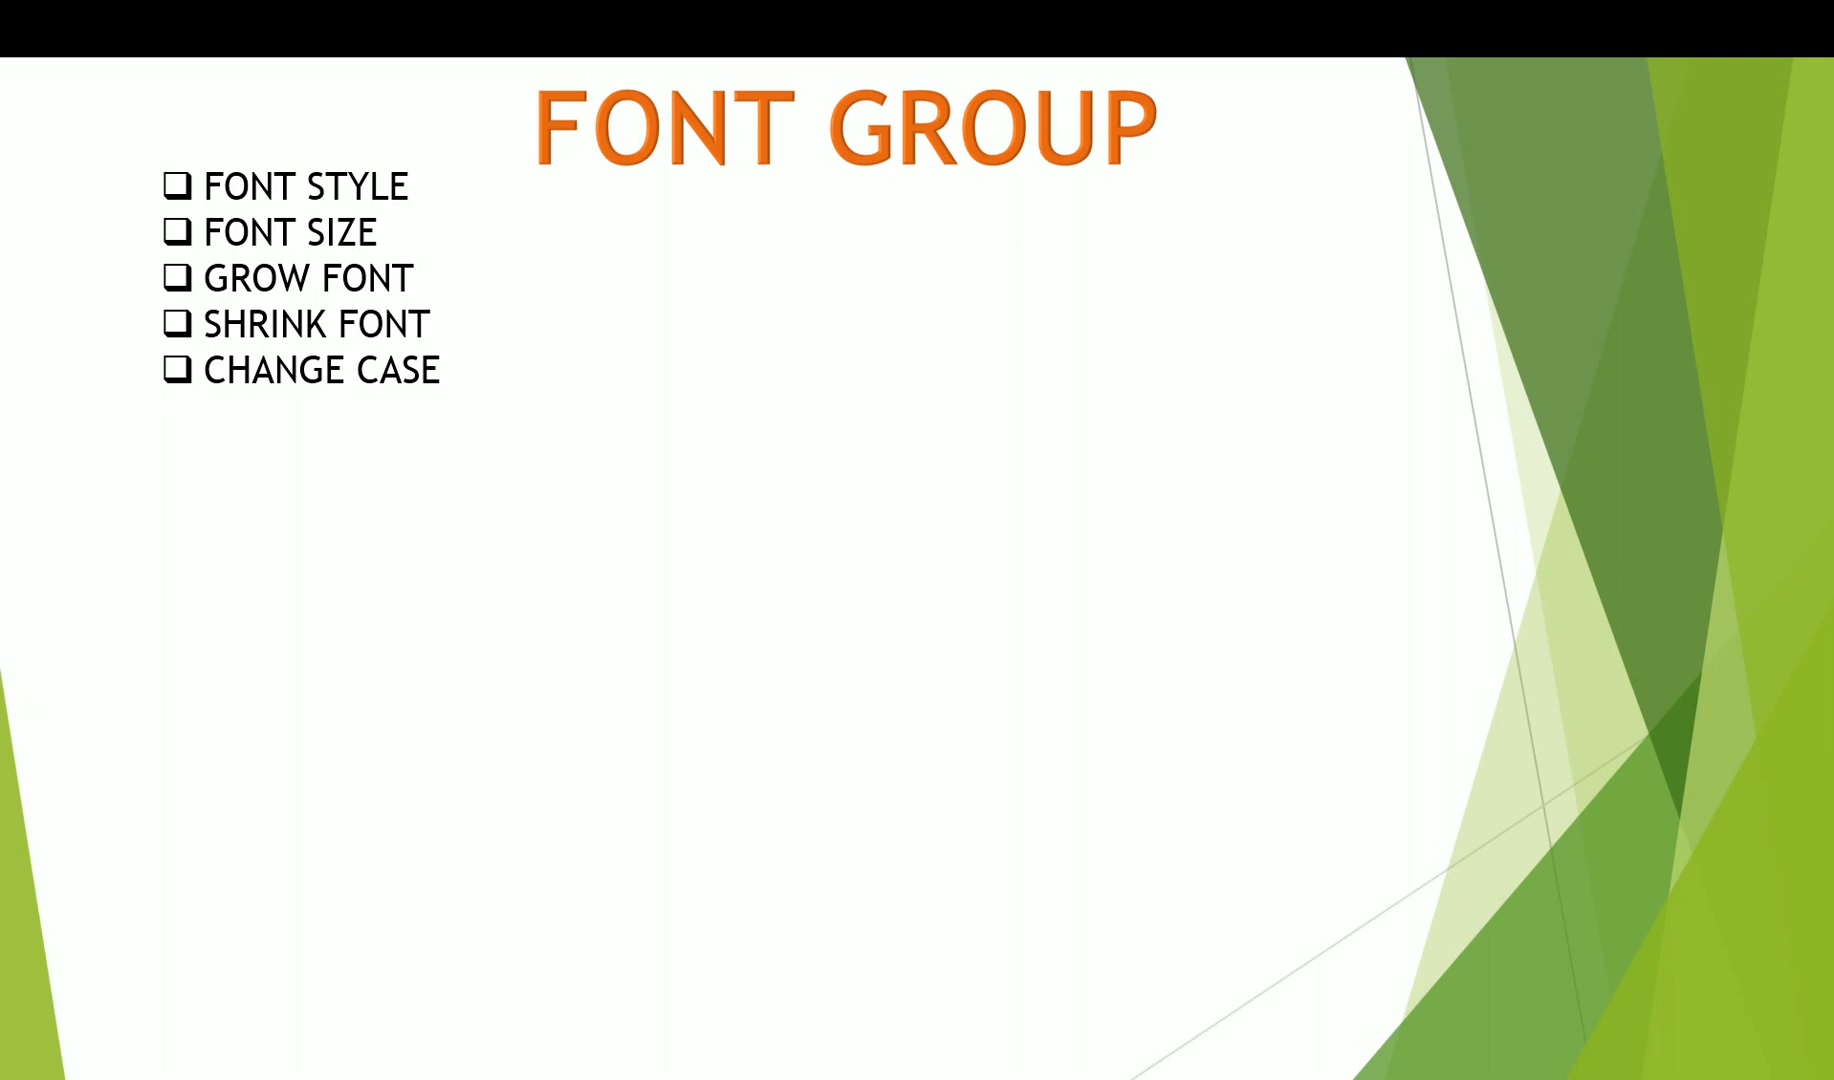 FONT GROUP
FONT STYLE
FONT SIZE
GROW FONT
SHRINK FONT
CHANGE CASE